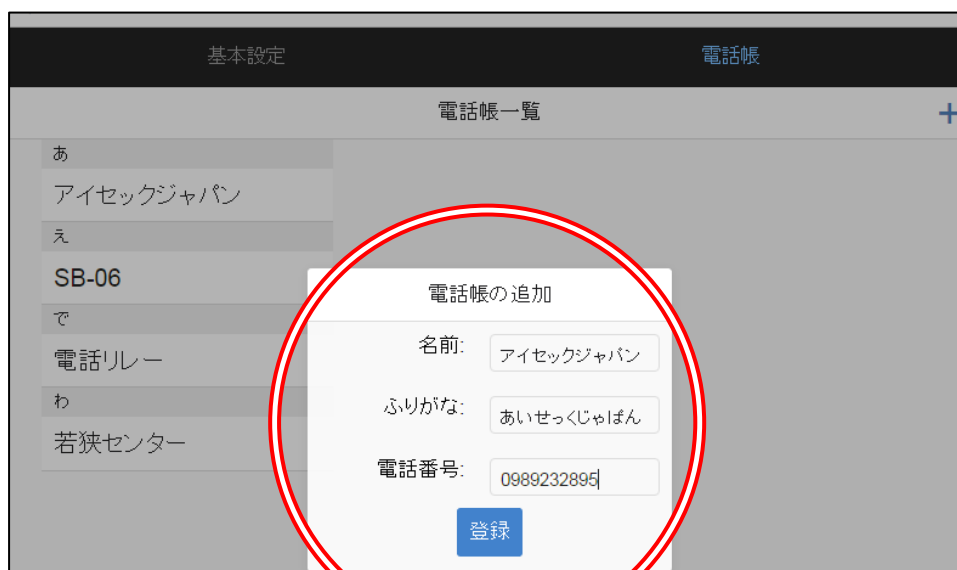 基本設定
電話帳
電話帳一覧
+
あ
アイセックジャパン
え
SB-06
で
電話リレー
わ
若狭センター
電話帳の追加
名前: アイセックジャパン
ふりがな: あいせっくじゃぱん
電話番号: 0989232895
登録